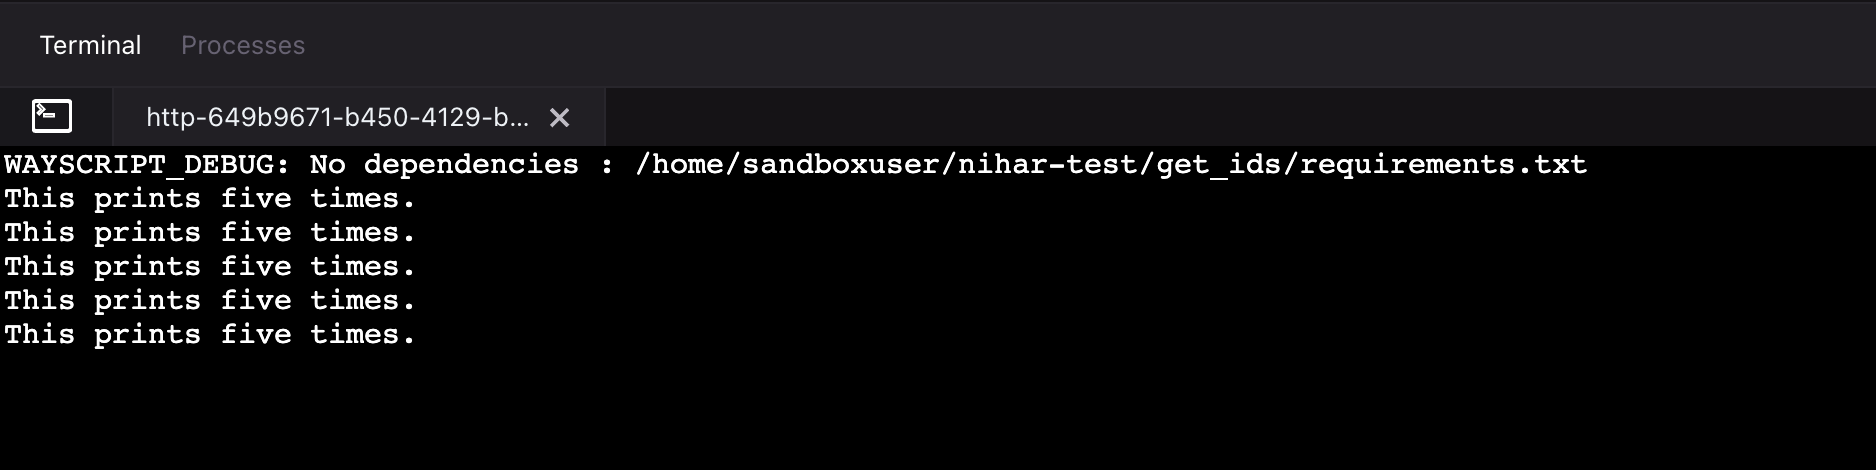 Terminal Processes
http-649b9671-b450-4129-b...
WAYSCRIPT_DEBUG: No dependencies : /home/sandboxuser/nihar-test/get_ids/requirements.txt
This prints five times.
This prints five times.
This prints five times.
This prints five times.
This prints five times.